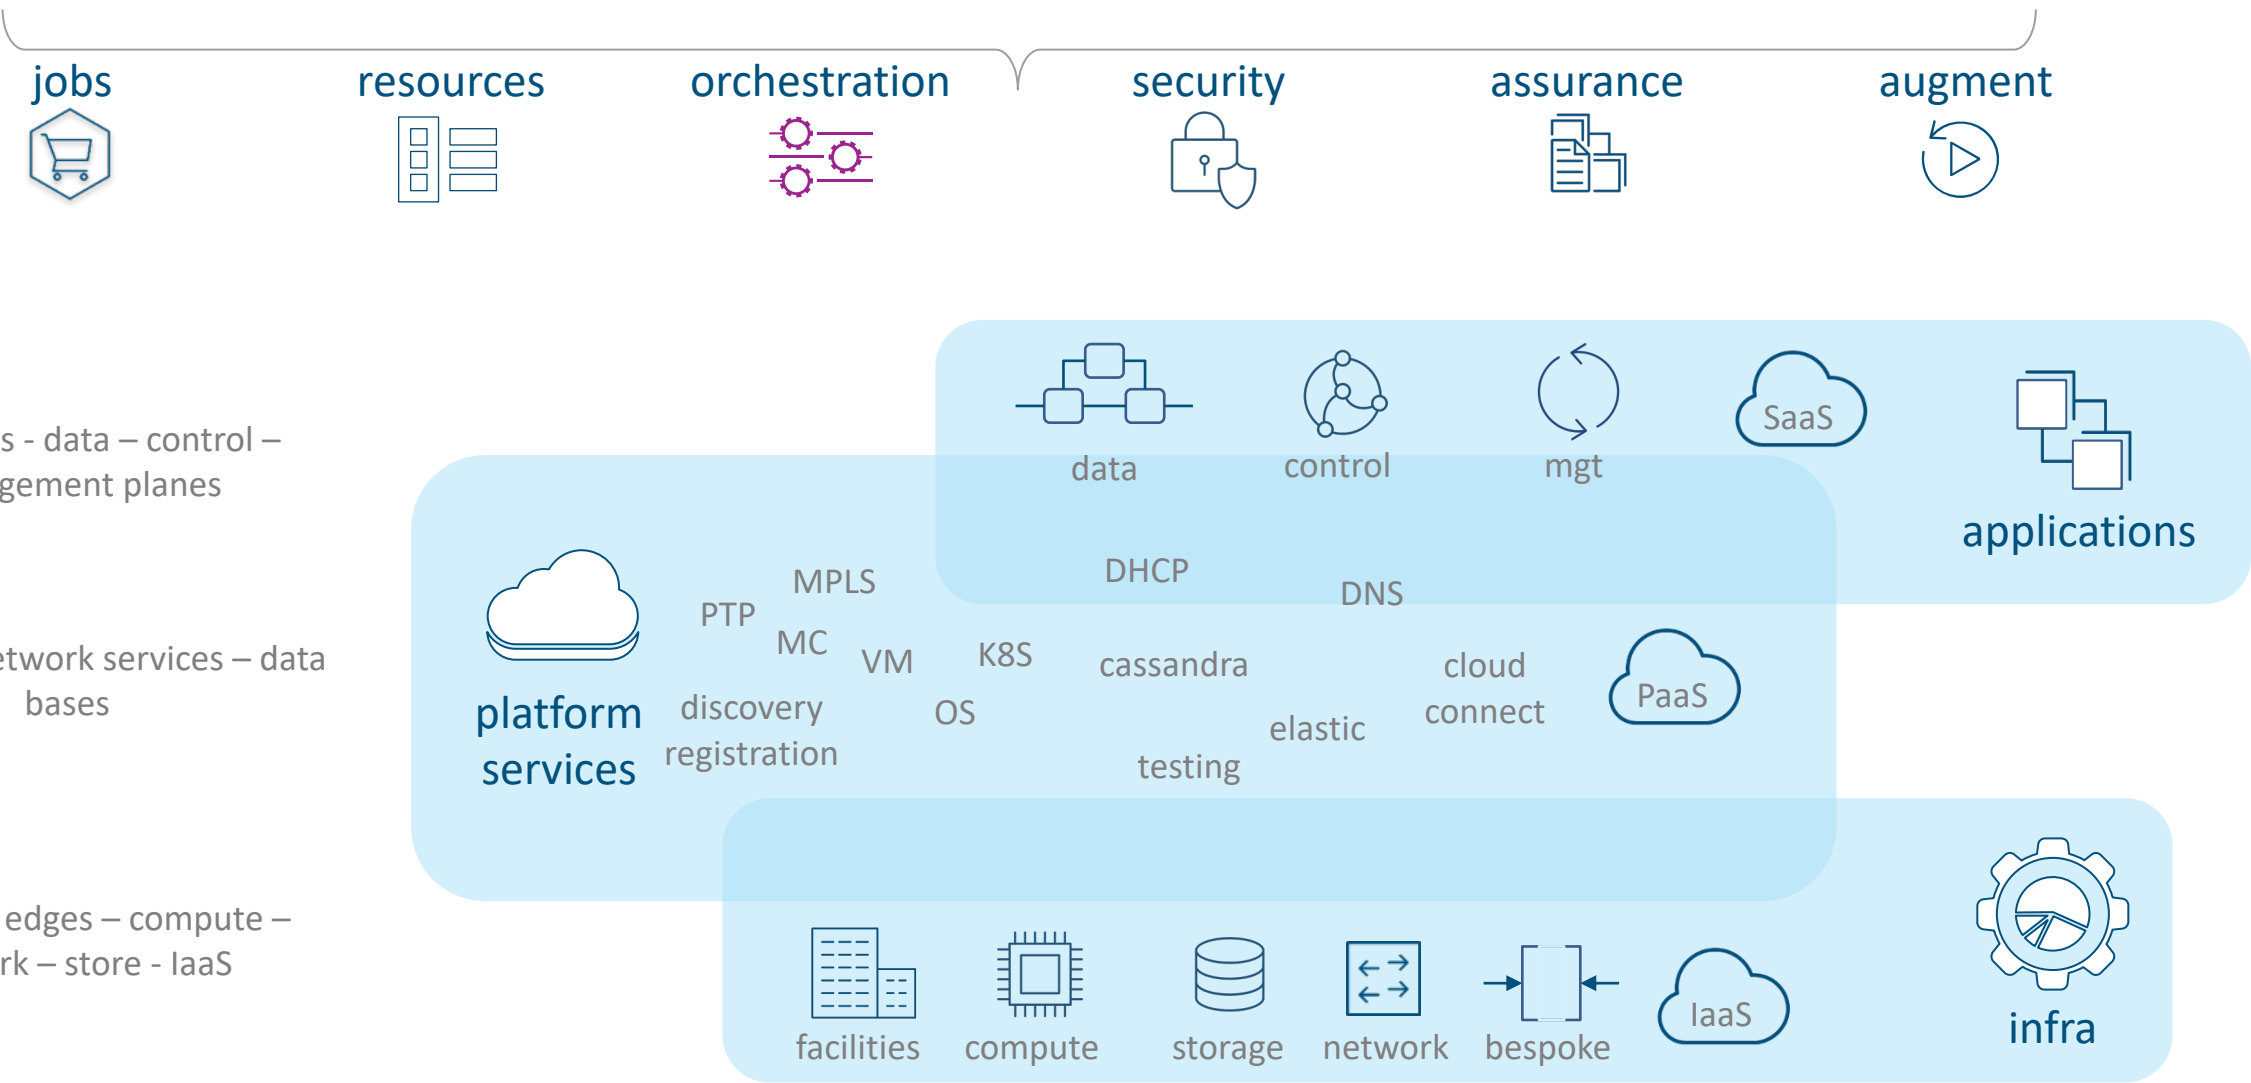 jobs
resources
orchestration
security
assurance
augment
s - data – control –
gement planes
data
control
mgt
SaaS
applications
etwork services – data
bases
platform
services
MPLS
PTP
MC
VM
K8S
OS
discovery
registration
DHCP
DNS
cassandra
elastic
testing
cloud
connect
PaaS
edges – compute –
rk – store - IaaS
facilities
compute
storage
network
bespoke
IaaS
infra